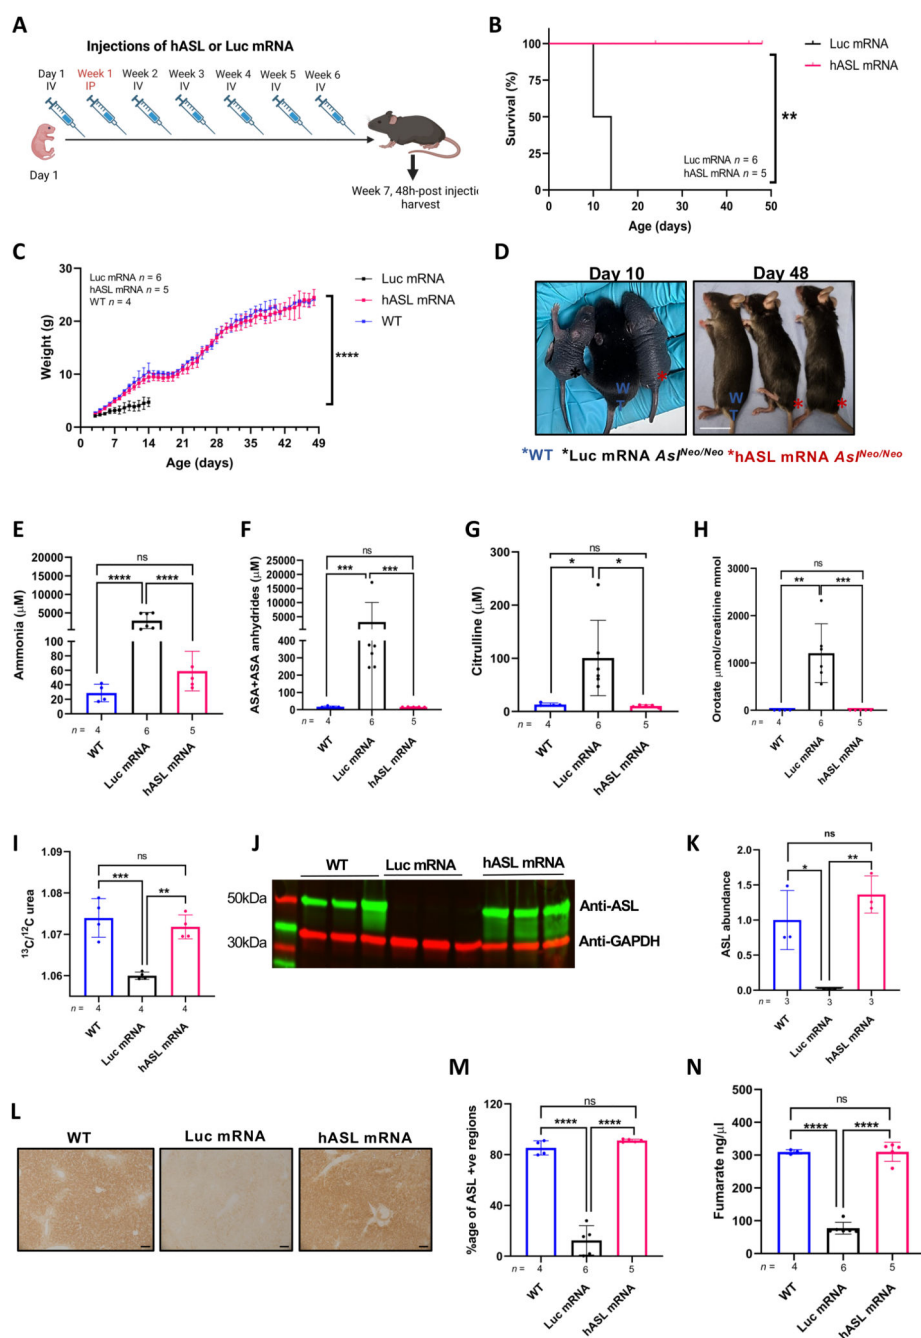 A
Injections of hASL or Luc mRNA
Day 1 Week 1 Week 2 Week 3 Week 4 Week 5 Week 6
IV IP IV IV IV IV IV
Day 1
Week 7, 48h-post injectio
harvest
B
Survival (%)
100
75
50
25
0
0 10 20 30 40 50
Age (days)
Luc mRNA
hASL mRNA
**
Luc mRNA n = 6
hASL mRNA n = 5
C
Weight (g)
30
20
10
0
0 7 14 21 28 35 42 49
Age (days)
Luc mRNA n = 6
hASL mRNA n = 5
WT n = 4
Luc mRNA
hASL mRNA
WT
****
D
Day 10 Day 48
* WT *
WT * *
*WT *Luc mRNA Asl^Neo/Neo *hASL mRNA Asl^Neo/Neo
E
Ammonia (µM)
20000
15000
10000
5000
100
80
60
40
20
0
ns
**** ****
n = 4 6 5
WT Luc mRNA hASL mRNA
F
ASA+ASA anhydrides (µM)
25000
20000
15000
10000
5000
400
300
200
100
0
ns
*** ***
n = 4 6 5
WT Luc mRNA hASL mRNA
G
Citrulline (µM)
300
200
100
0
ns
* *
n = 4 6 5
WT Luc mRNA hASL mRNA
H
Orotate µmol/creatinine mmol
3000
2000
1000
0
ns
** ***
n = 4 6 5
WT Luc mRNA hASL mRNA
I
13C/12C urea
1.09
1.08
1.07
1.06
ns
*** **
n = 4 4 4
WT Luc mRNA hASL mRNA
J
WT Luc mRNA hASL mRNA
50kDa
30kDa
Anti-ASL
Anti-GAPDH
K
ASL abundance
2.0
1.5
1.0
0.5
0.0
ns
* **
n = 3 3 3
WT Luc mRNA hASL mRNA
L
WT Luc mRNA hASL mRNA
M
%age of ASL +ve regions
120
80
40
0
ns
**** ****
n = 4 6 5
WT Luc mRNA hASL mRNA
N
Fumarate ng/µl
500
400
300
200
100
0
ns
**** ****
n = 4 6 5
WT Luc mRNA hASL mRNA